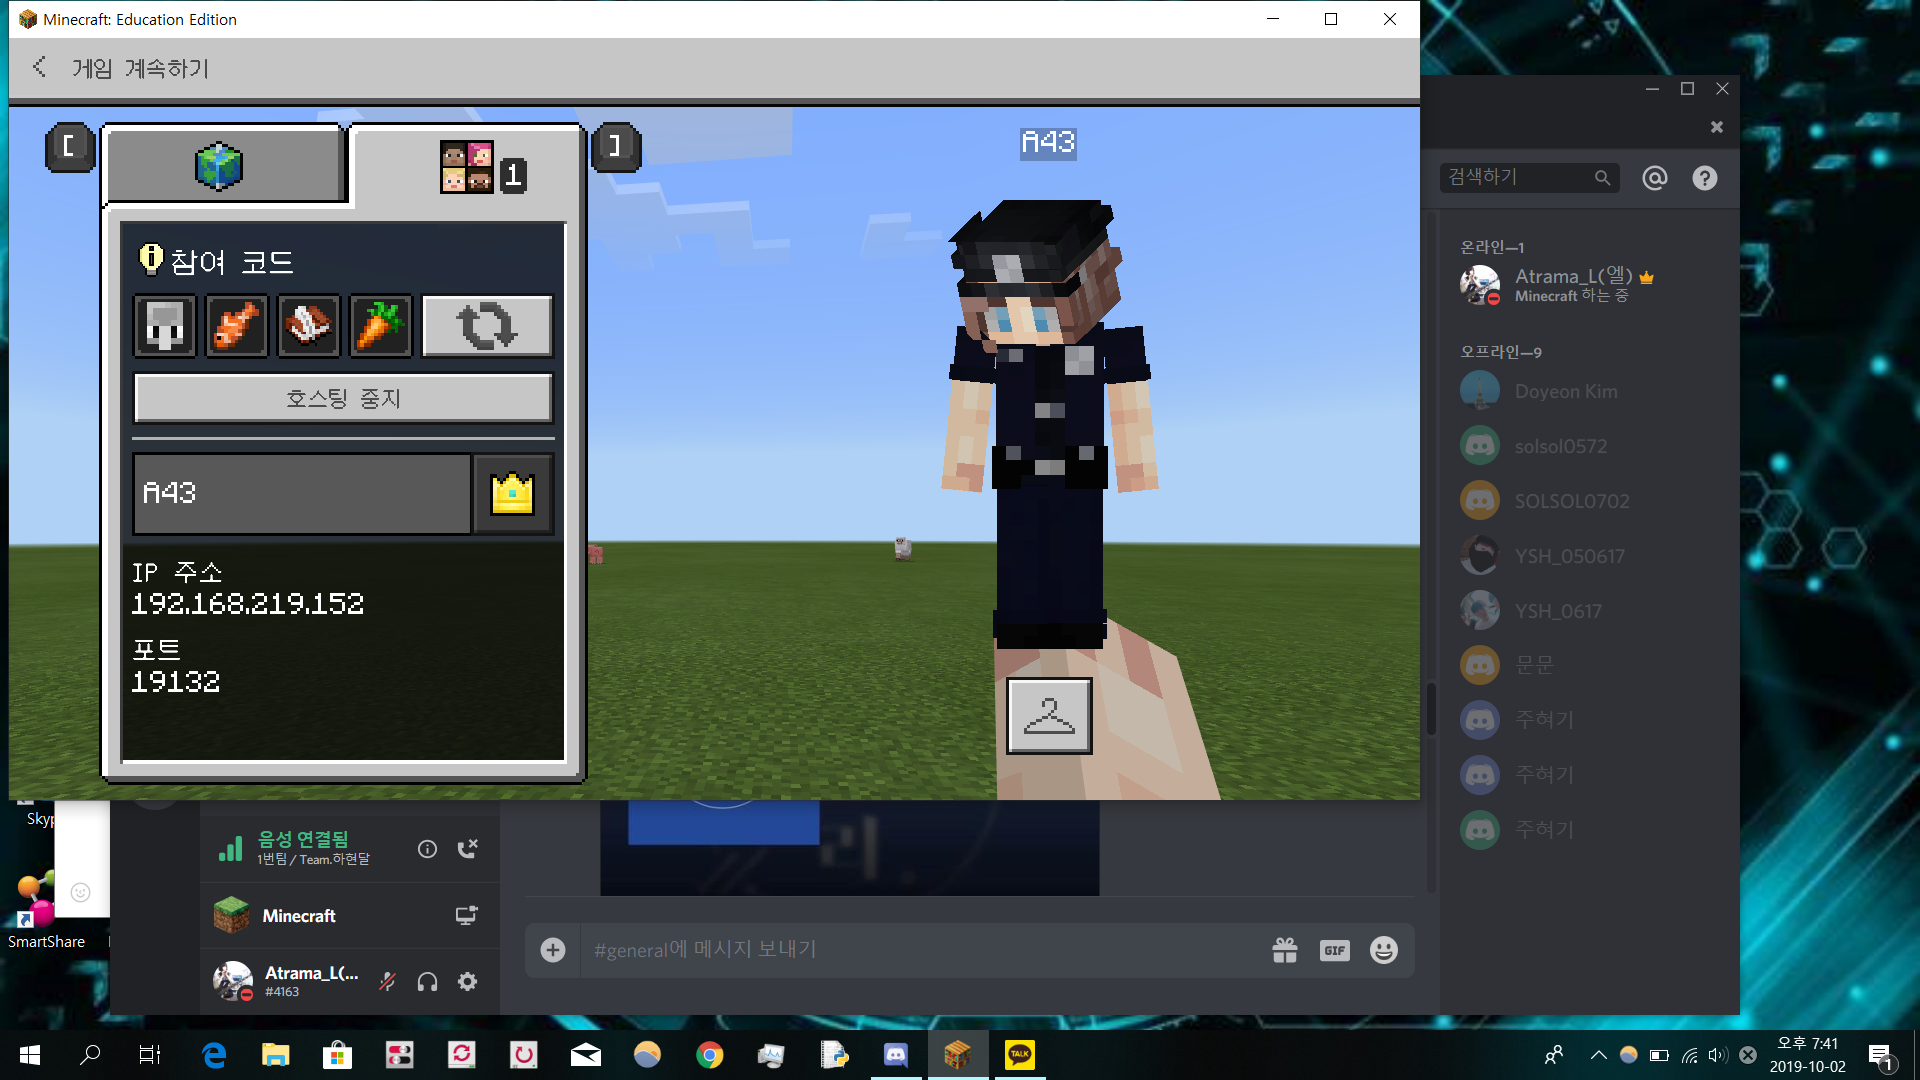 Minecraft: Education Edition
게임 계속하기
[
1
]
A43
참여 코드
호스팅 중지
A43
IP 주소
192.168.219.152
포트
19132
검색하기
온라인—1
Atrama_L(엘)
Minecraft 하는 중
오프라인—9
Doyeon Kim
solsol0572
SOLSOL0702
YSH_050617
YSH_0617
문문
주혀기
주혀기
주혀기
Skyp
SmartShare
음성 연결됨
1번팀 / Team.하현달
Minecraft
Atrama_L(...
#4163
리
#general에 메시지 보내기
GIF
TALK
오후 7:41
2019-10-02
1